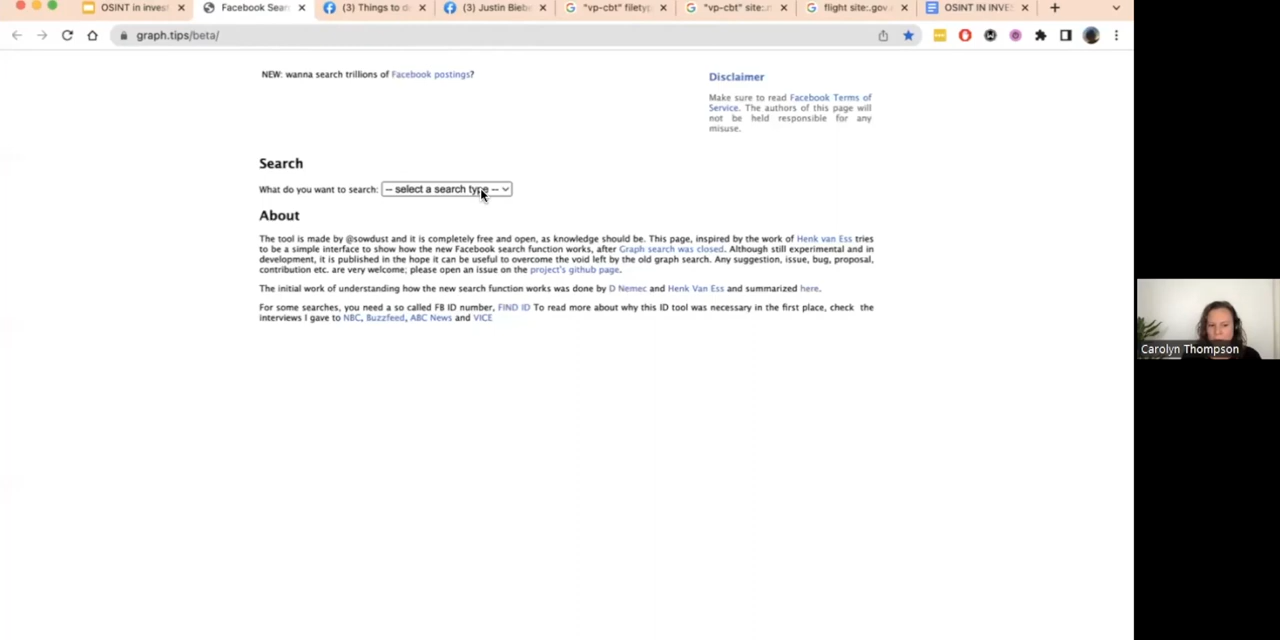 OSINT in invest
Facebook Sear
(3) Things to d
(3) Justin Biebe
"vp-cbt" filety
"vp-cbt" site:.
flight site:.gov
OSINT IN INVE
graph.tips/beta/
NEW: wanna search trillions of Facebook postings?
Disclaimer
Make sure to read Facebook Terms of
Service. The authors of this page will
not be held responsible for any
misuse.
Search
What do you want to search: -- select a search type --
About
The tool is made by @sowdust and it is completely free and open, as knowledge should be. This page, inspired by the work of Henk van Ess tries
to be a simple interface to show how the new Facebook search function works, after Graph search was closed. Although still experimental and in
development, it is published in the hope it can be useful to overcome the void left by the old graph search. Any suggestion, issue, bug, proposal,
contribution etc. are very welcome; please open an issue on the project's github page.
The initial work of understanding how the new search function works was done by D Nemec and Henk Van Ess and summarized here.
For some searches, you need a so called FB ID number, FIND ID To read more about why this ID tool was necessary in the first place, check the
interviews I gave to NBC, Buzzfeed, ABC News and VICE
Carolyn Thompson